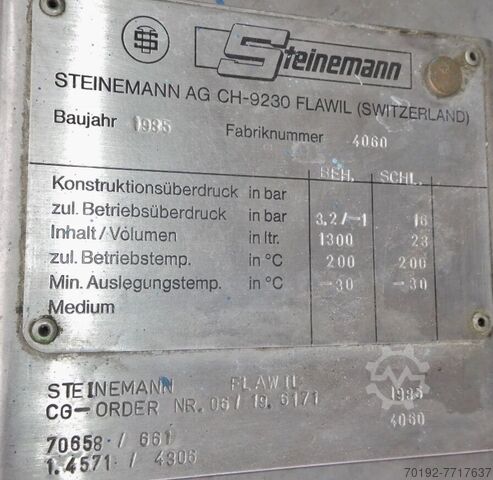 Steinemann
STEINEMANN AG CH-9230 FLAWIL (SWITZERLAND)
Baujahr 1985 Fabriknummer 4060
BEH. SCHL.
Konstruktionsüberdruck in bar
zul. Betriebsüberdruck in bar 3,2/-1 16
Inhalt/Volumen in ltr. 1300 23
zul. Betriebstemp. in °C 200 200
Min. Auslegungstemp. in °C -30 -30
Medium
STEINEMANN FLAWIL 1985
CG-ORDER NR. 06/19.6171 4060
70658 / 661
1.4571 / 4306
70192-7717637